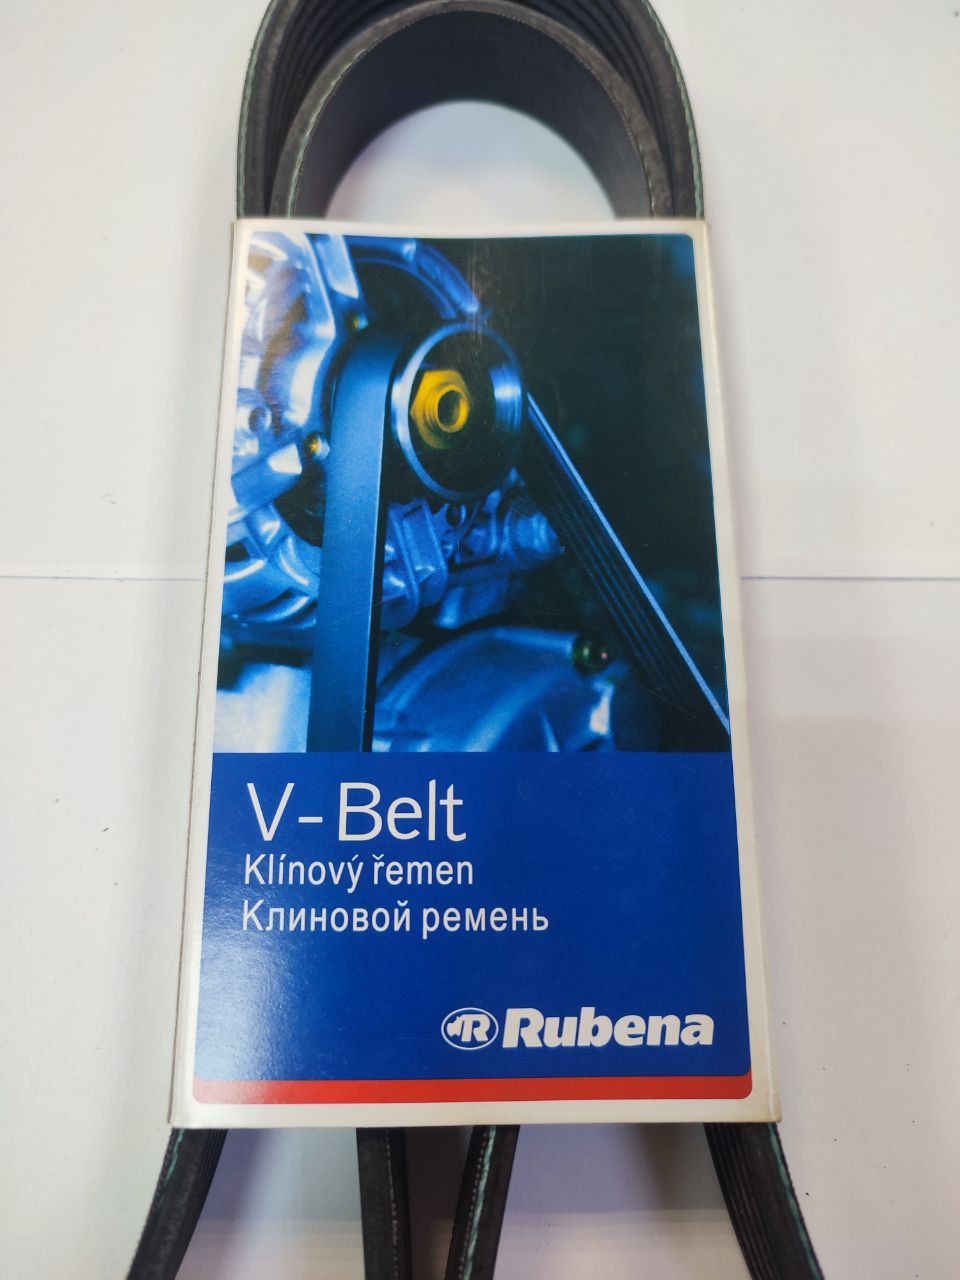 V-Belt
Klínový řemen
Клиновой ремень
R Rubena